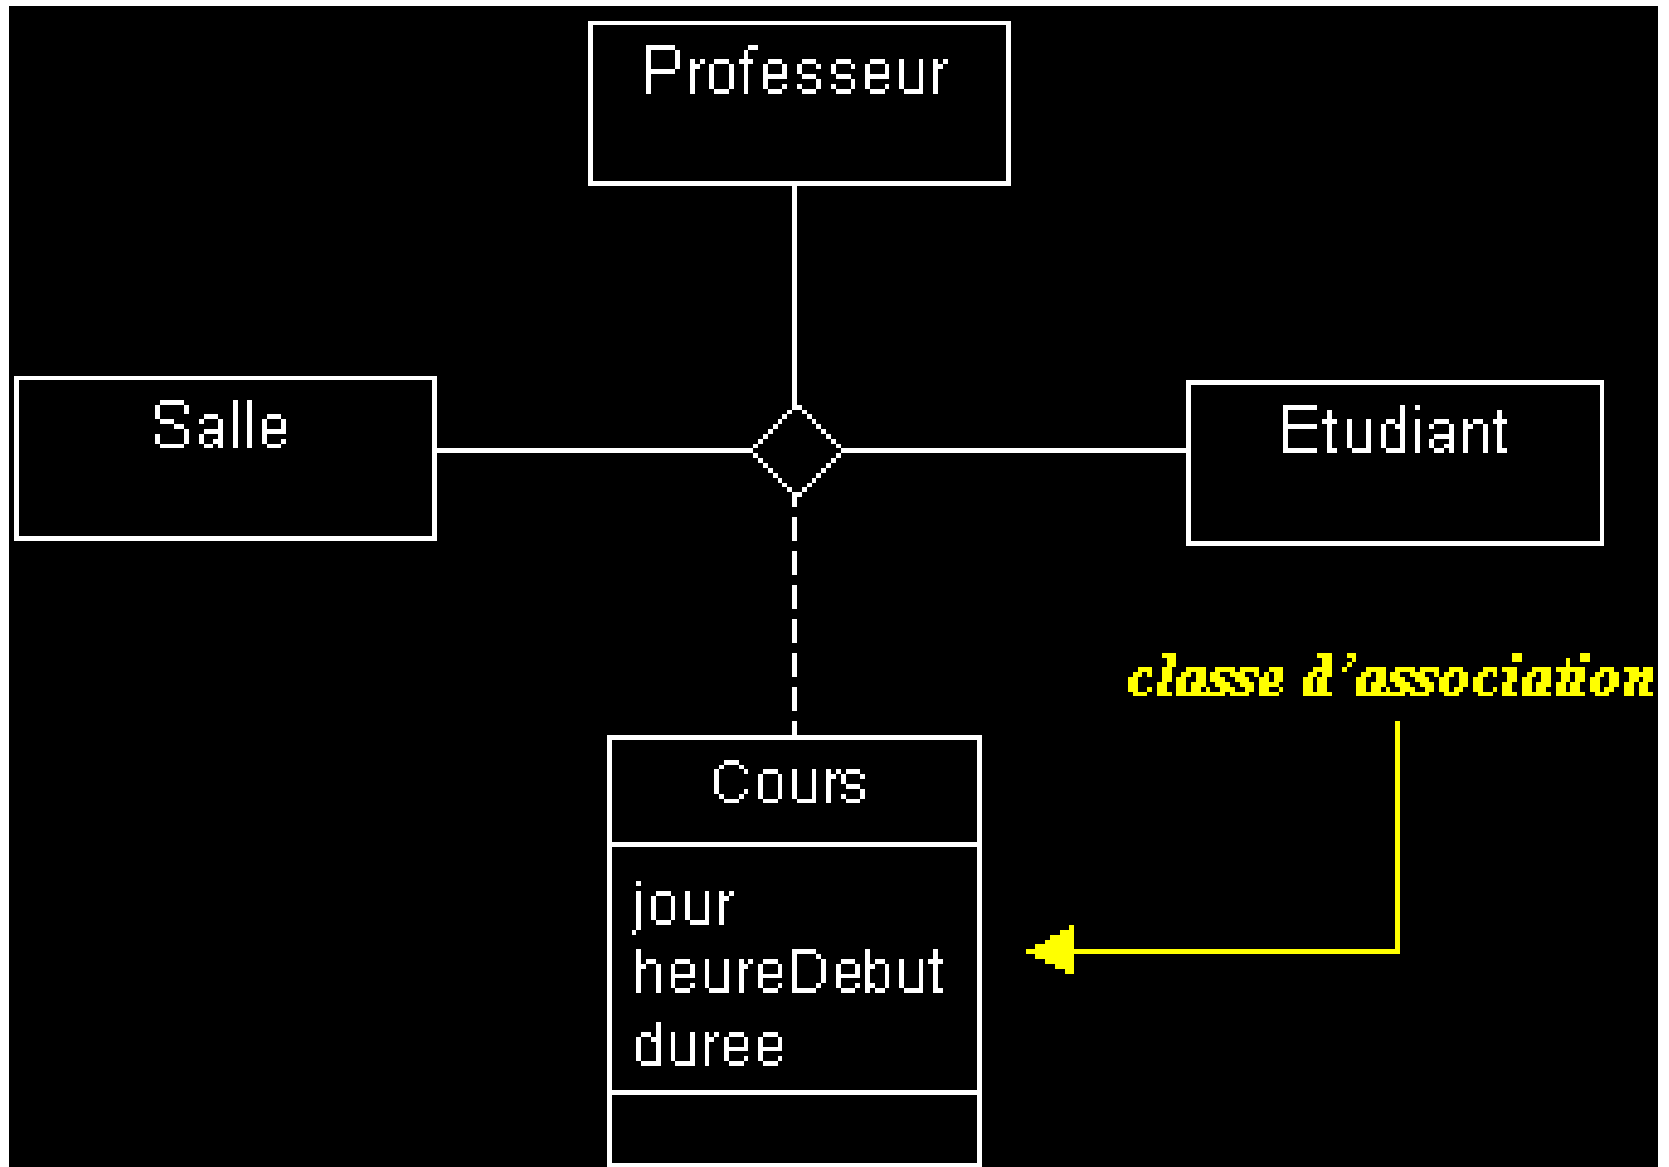 Professeur
Salle
Etudiant
classe d'association
Cours
jour
heureDebut
duree